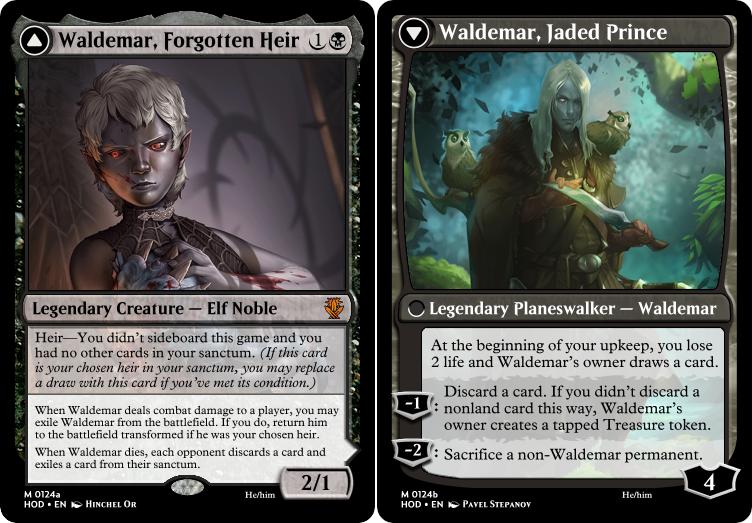 Waldemar, Forgotten Heir 1
Legendary Creature — Elf Noble
Heir—You didn't sideboard this game and you
had no other cards in your sanctum. (If this card
is your chosen heir in your sanctum, you may replace
a draw with this card if you've met its condition.)
When Waldemar deals combat damage to a player, you may
exile Waldemar from the battlefield. If you do, return him
to the battlefield transformed if he was your chosen heir.
When Waldemar dies, each opponent discards a card and
exiles a card from their sanctum.
2/1
M 0124a
HOD • EN Hinchel Or
He/him
Waldemar, Jaded Prince
Legendary Planeswalker — Waldemar
At the beginning of your upkeep, you lose
2 life and Waldemar's owner draws a card.
-1: Discard a card. If you didn't discard a
nonland card this way, Waldemar's
owner creates a tapped Treasure token.
-2: Sacrifice a non-Waldemar permanent.
4
M 0124b
HOD • EN Pavel Stepanov
He/him